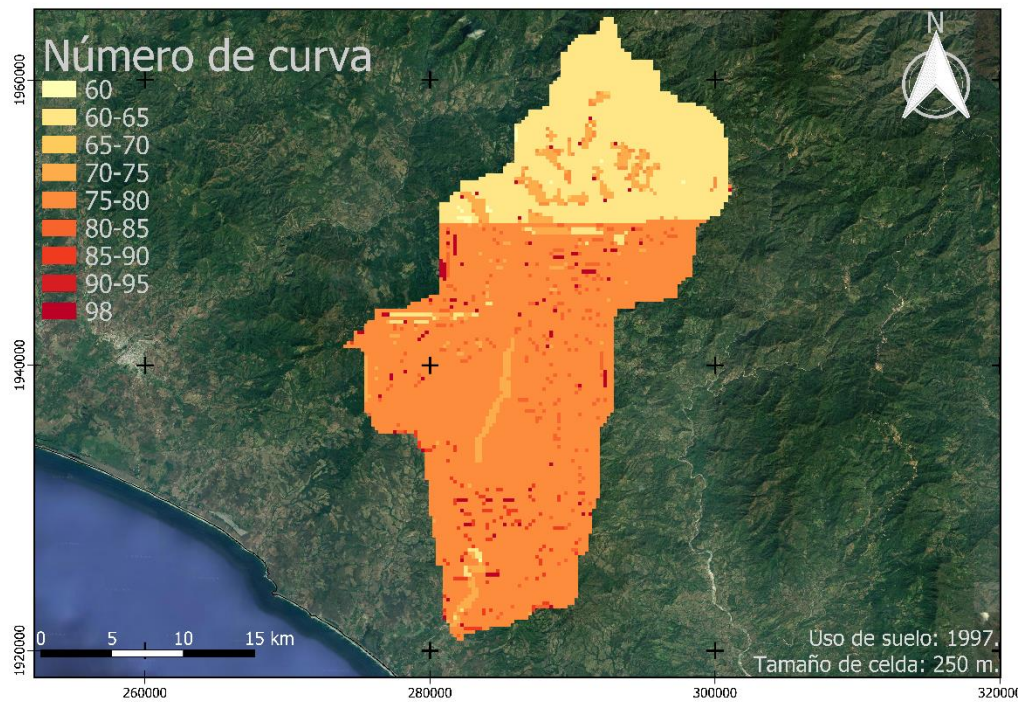 Número de curva
60
60-65
65-70
70-75
75-80
80-85
85-90
90-95
98
N
1960000
1940000
1920000
0 5 10 15 km
Uso de suelo: 1997.
Tamaño de celda: 250 m.
260000 280000 300000 320000